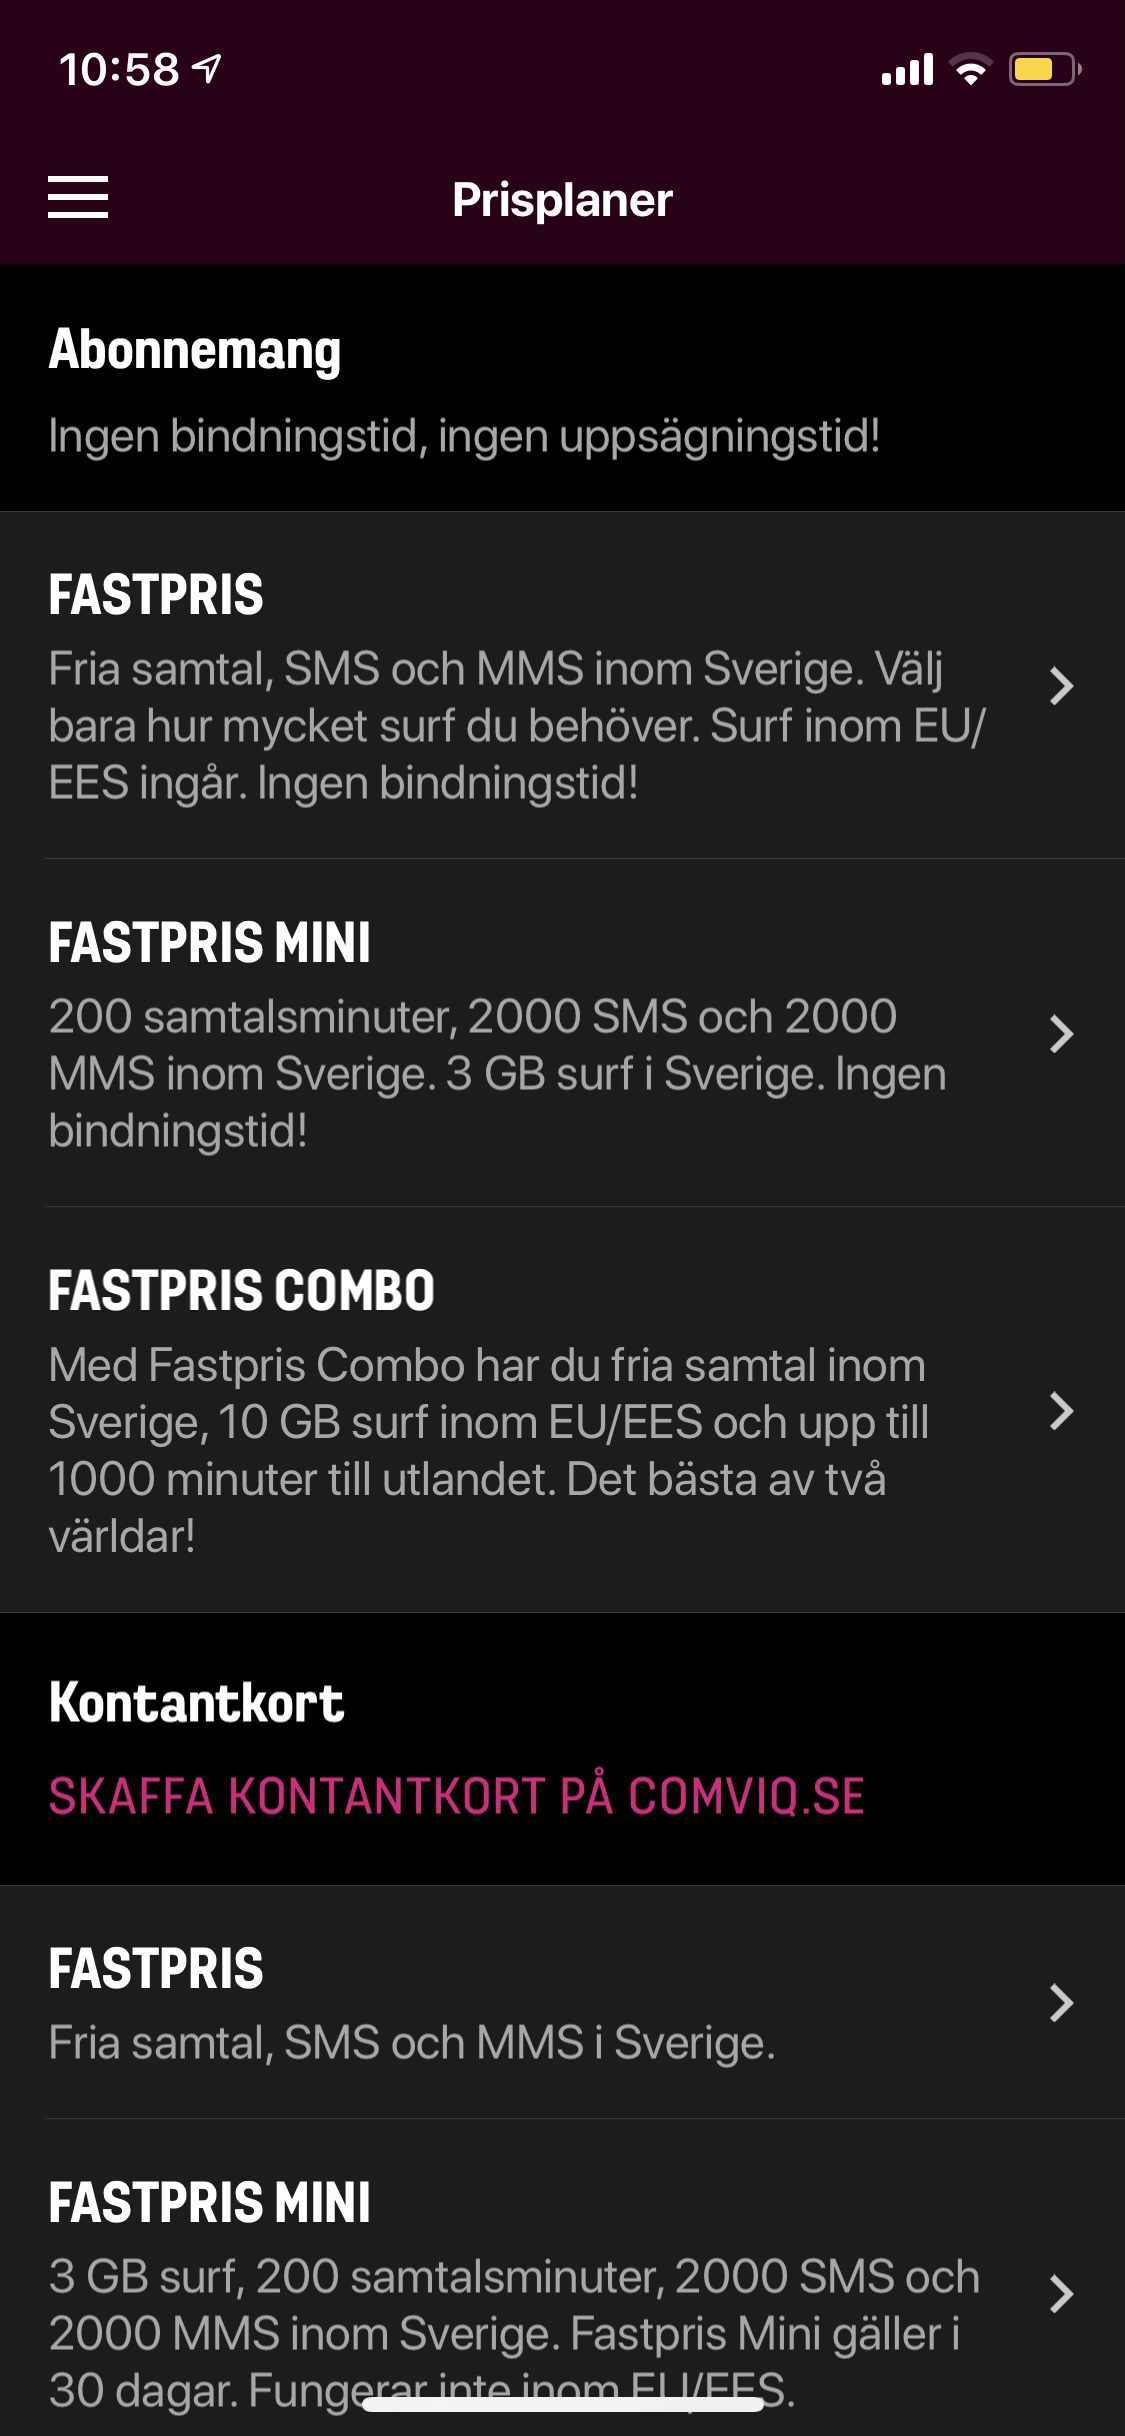 10:58
Prisplaner
Abonnemang
Ingen bindningstid, ingen uppsägningstid!
FASTPRIS
Fria samtal, SMS och MMS inom Sverige. Välj
bara hur mycket surf du behöver. Surf inom EU/
EES ingår. Ingen bindningstid!
FASTPRIS MINI
200 samtalsminuter, 2000 SMS och 2000
MMS inom Sverige. 3 GB surf i Sverige. Ingen
bindningstid!
FASTPRIS COMBO
Med Fastpris Combo har du fria samtal inom
Sverige, 10 GB surf inom EU/EES och upp till
1000 minuter till utlandet. Det bästa av två
världar!
Kontantkort
SKAFFA KONTANTKORT PÅ COMVIQ.SE
FASTPRIS
Fria samtal, SMS och MMS i Sverige.
FASTPRIS MINI
3 GB surf, 200 samtalsminuter, 2000 SMS och
2000 MMS inom Sverige. Fastpris Mini gäller i
30 dagar. Fungerar inte inom EU/EES.